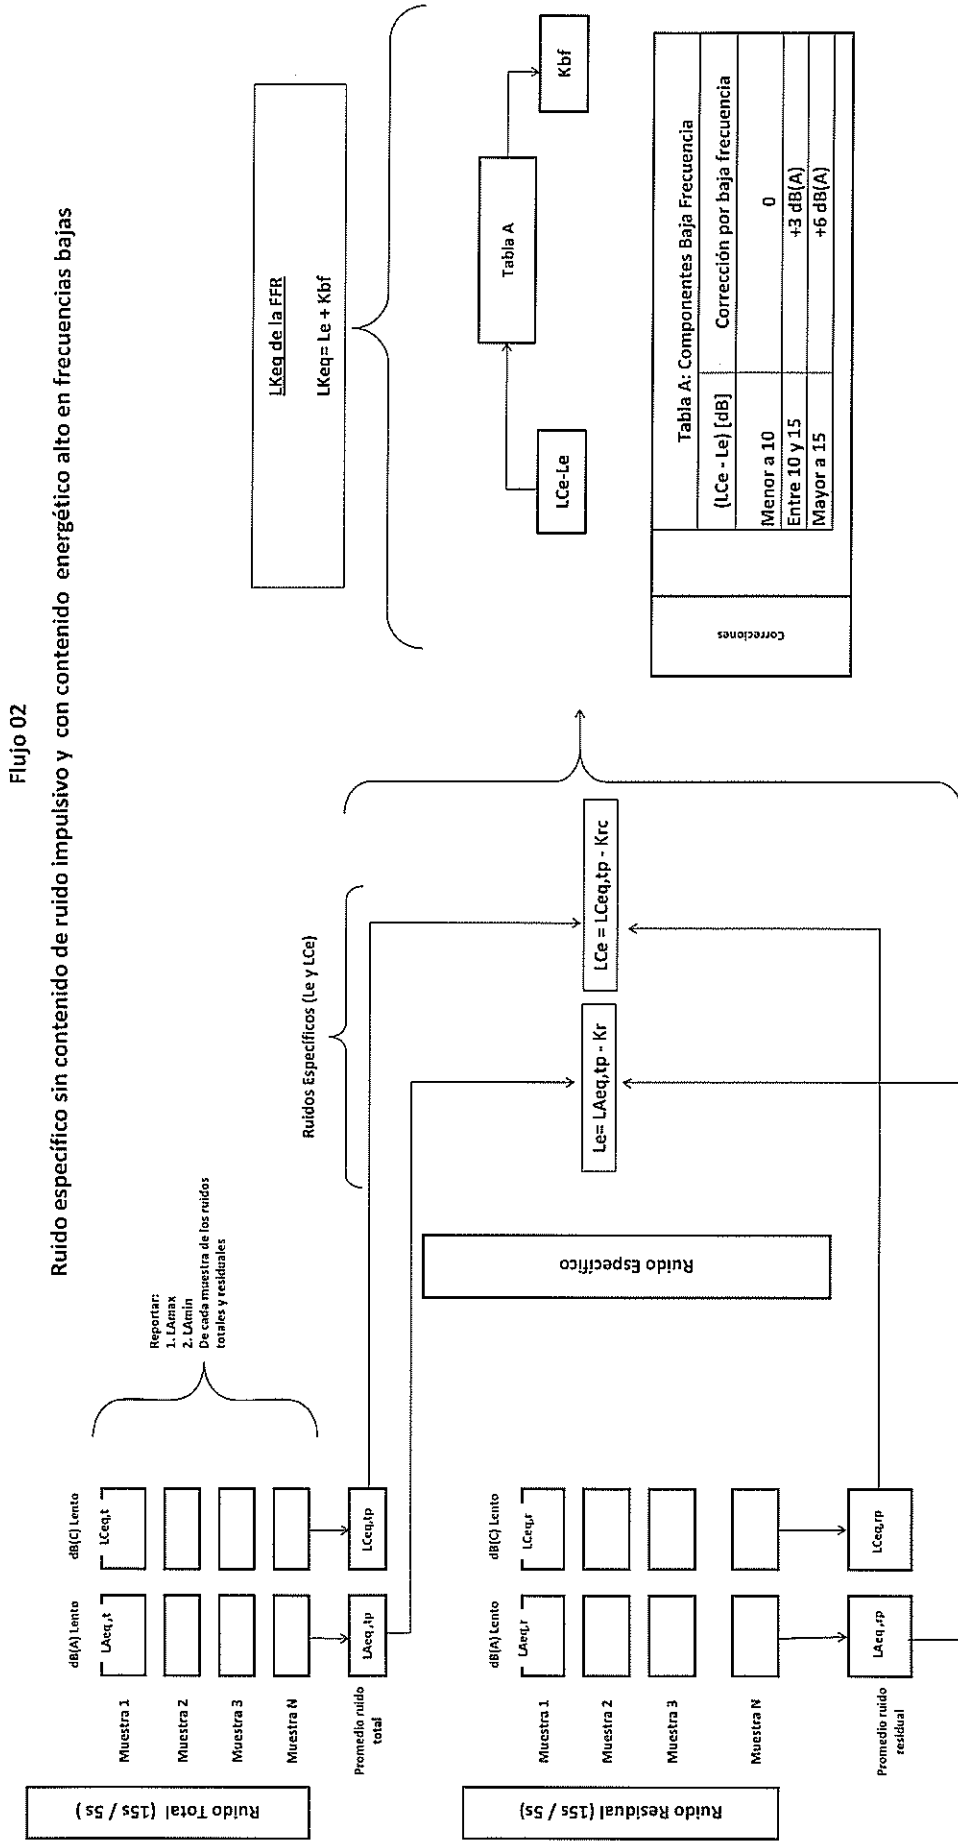 Flujo 02
Ruido específico sin contenido de ruido impulsivo y con contenido energético alto en frecuencias bajas
Ruido Total (15s / 5s )
dB(A) Lento
dB(C) Lento
Muestra 1
LAeq,t
LCeq,t
Muestra 2
Muestra 3
Muestra N
Promedio ruido
total
LAeq,tp
LCeq,tp
Reportar:
1. LAmax
2. LAmin
De cada muestra de los ruidos
totales y residuales
Ruido Residual (15s / 5s)
dB(A) Lento
dB(C) Lento
Muestra 1
LAeq,r
LCeq,r
Muestra 2
Muestra 3
Muestra N
Promedio ruido
residual
LAeq,rp
LCeq,rp
Ruidos Específicos (Le y LCe)
Ruido Específico
Le= LAeq,tp - Kr
LCe = LCeq,tp - Krc
LKeq de la FFR
LKeq= Le + Kbf
LCe-Le
Tabla A
Kbf
Correciones
Tabla A: Componentes Baja Frecuencia
(LCe - Le) [dB]
Corrección por baja frecuencia
Menor a 10
0
Entre 10 y 15
+3 dB(A)
Mayor a 15
+6 dB(A)